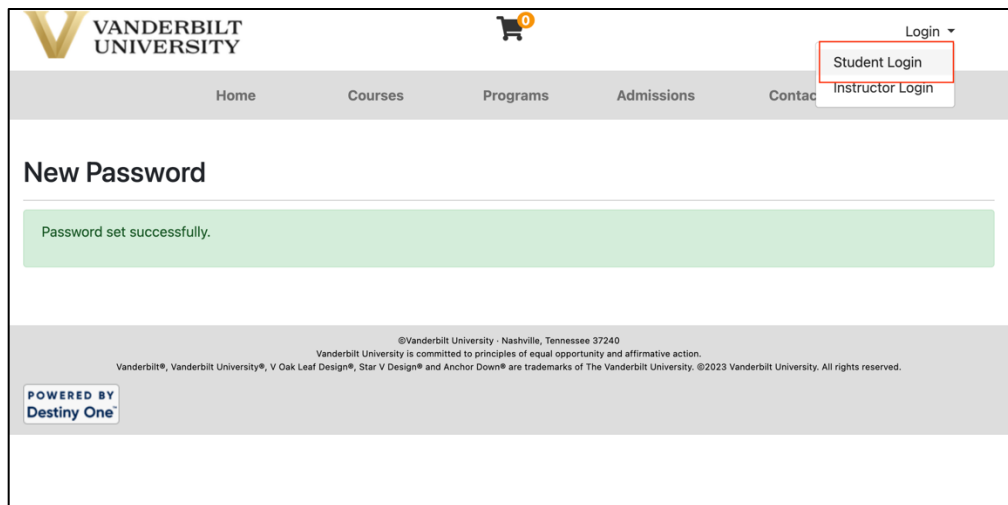 VANDERBILT
UNIVERSITY
0
Login
Student Login
Instructor Login
Home Courses Programs Admissions Contac
New Password
Password set successfully.
©Vanderbilt University · Nashville, Tennessee 37240
Vanderbilt University is committed to principles of equal opportunity and affirmative action.
Vanderbilt®, Vanderbilt University®, V Oak Leaf Design®, Star V Design® and Anchor Down® are trademarks of The Vanderbilt University. ©2023 Vanderbilt University. All rights reserved.
POWERED BY
Destiny One™